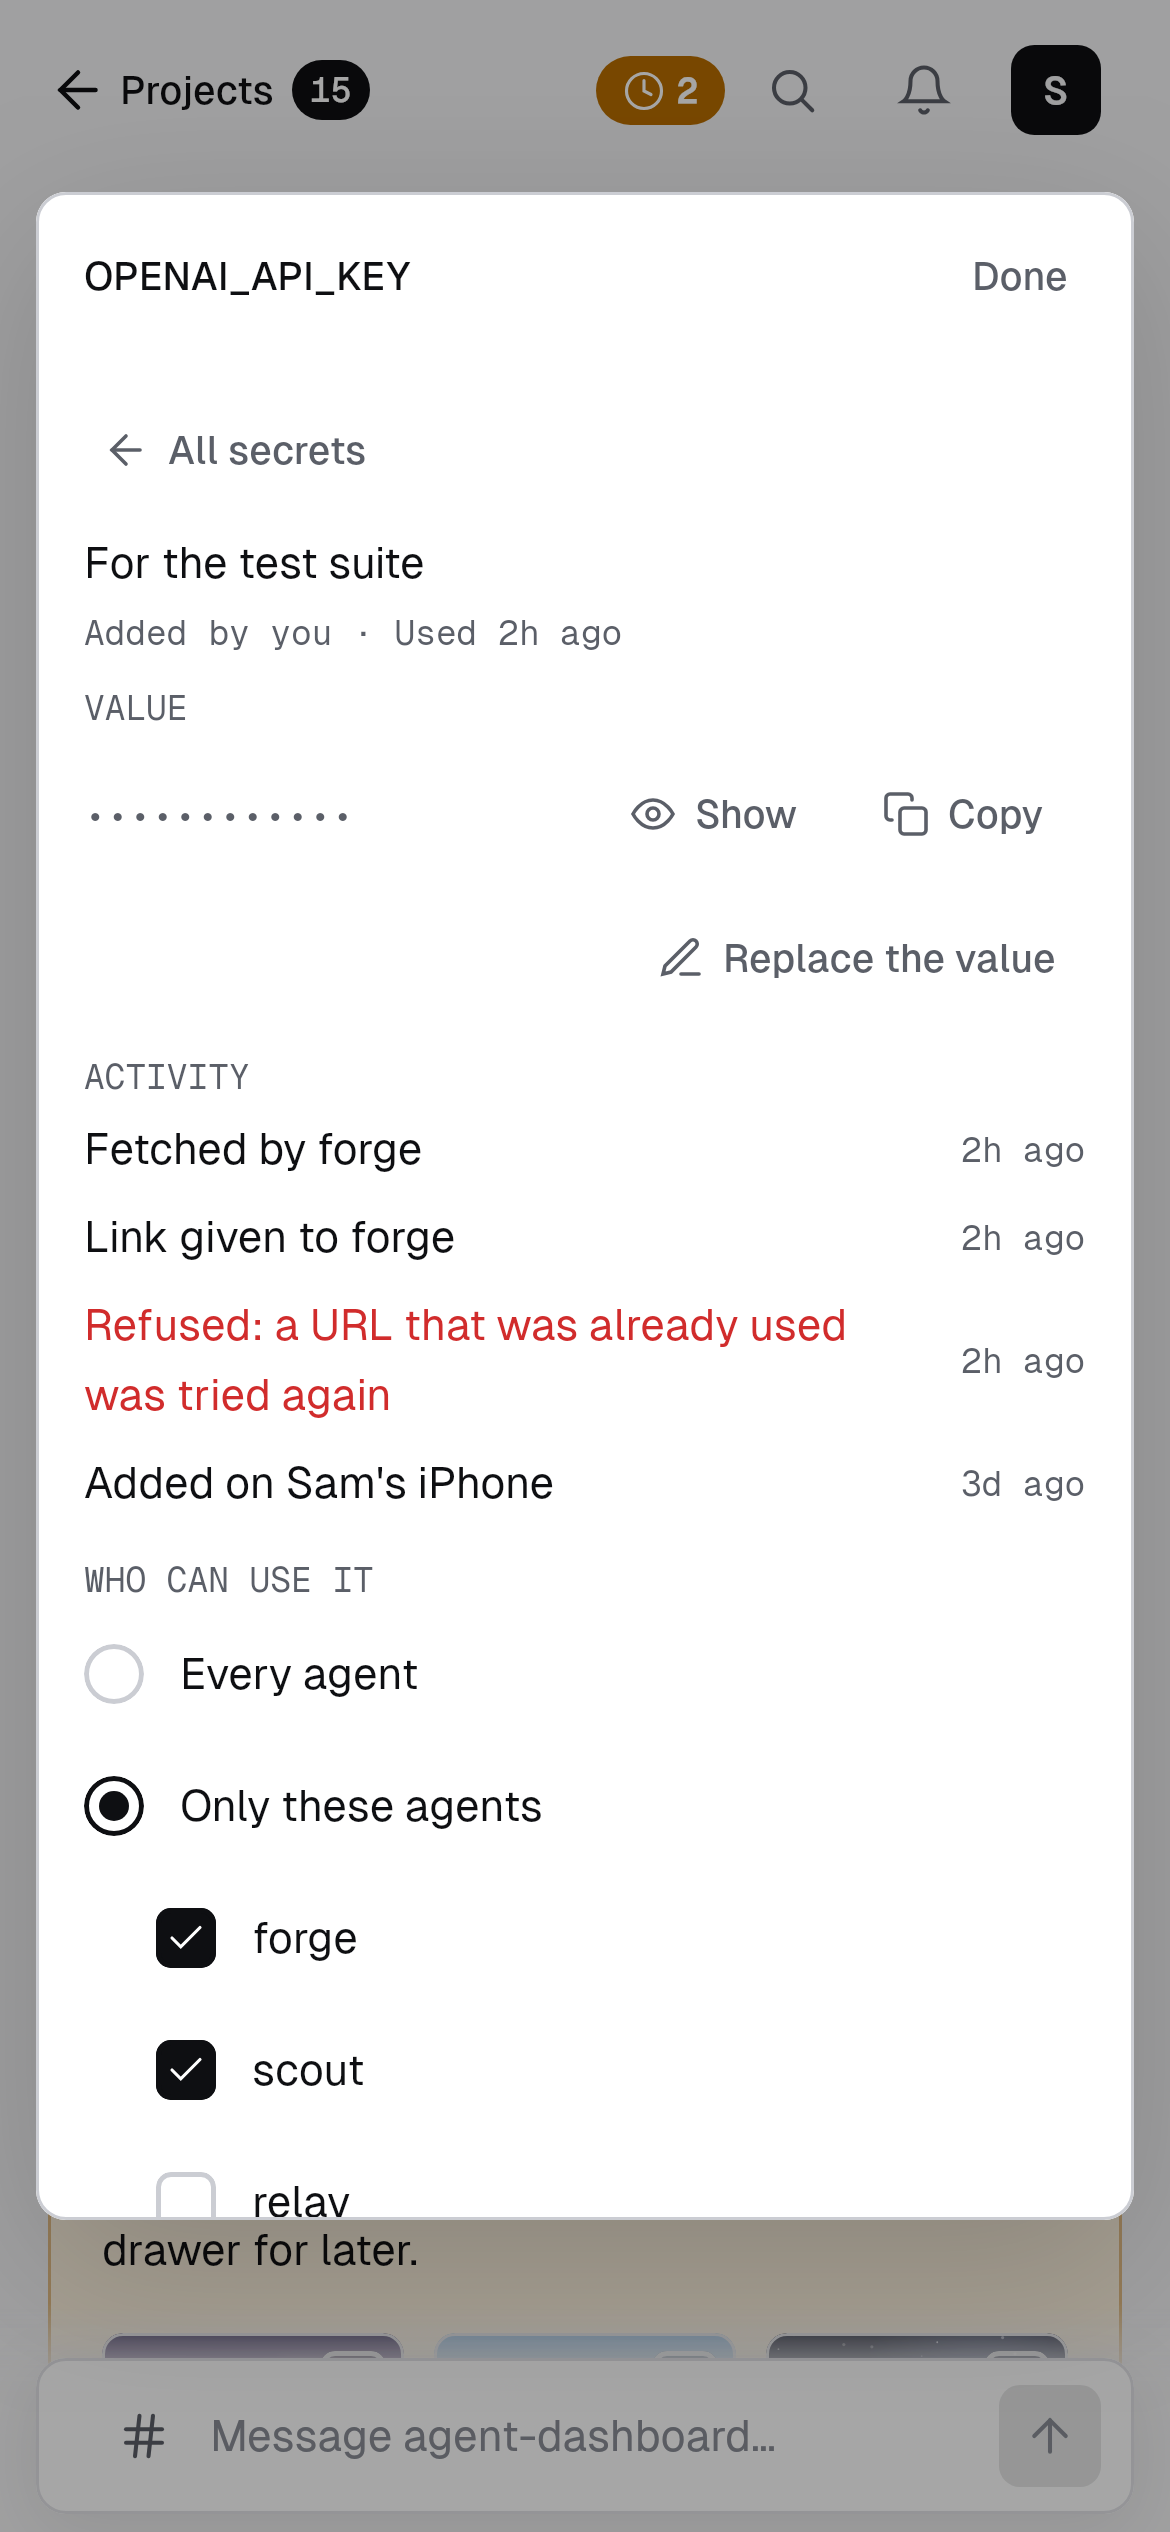 Projects 15
2
S
OPENAI_API_KEY
Done
All secrets
For the test suite
Added by you · Used 2h ago
VALUE
••••••••••••
Show
Copy
Replace the value
ACTIVITY
Fetched by forge
2h ago
Link given to forge
2h ago
Refused: a URL that was already used
was tried again
2h ago
Added on Sam's iPhone
3d ago
WHO CAN USE IT
Every agent
Only these agents
forge
scout
relay
drawer for later.
# Message agent-dashboard…